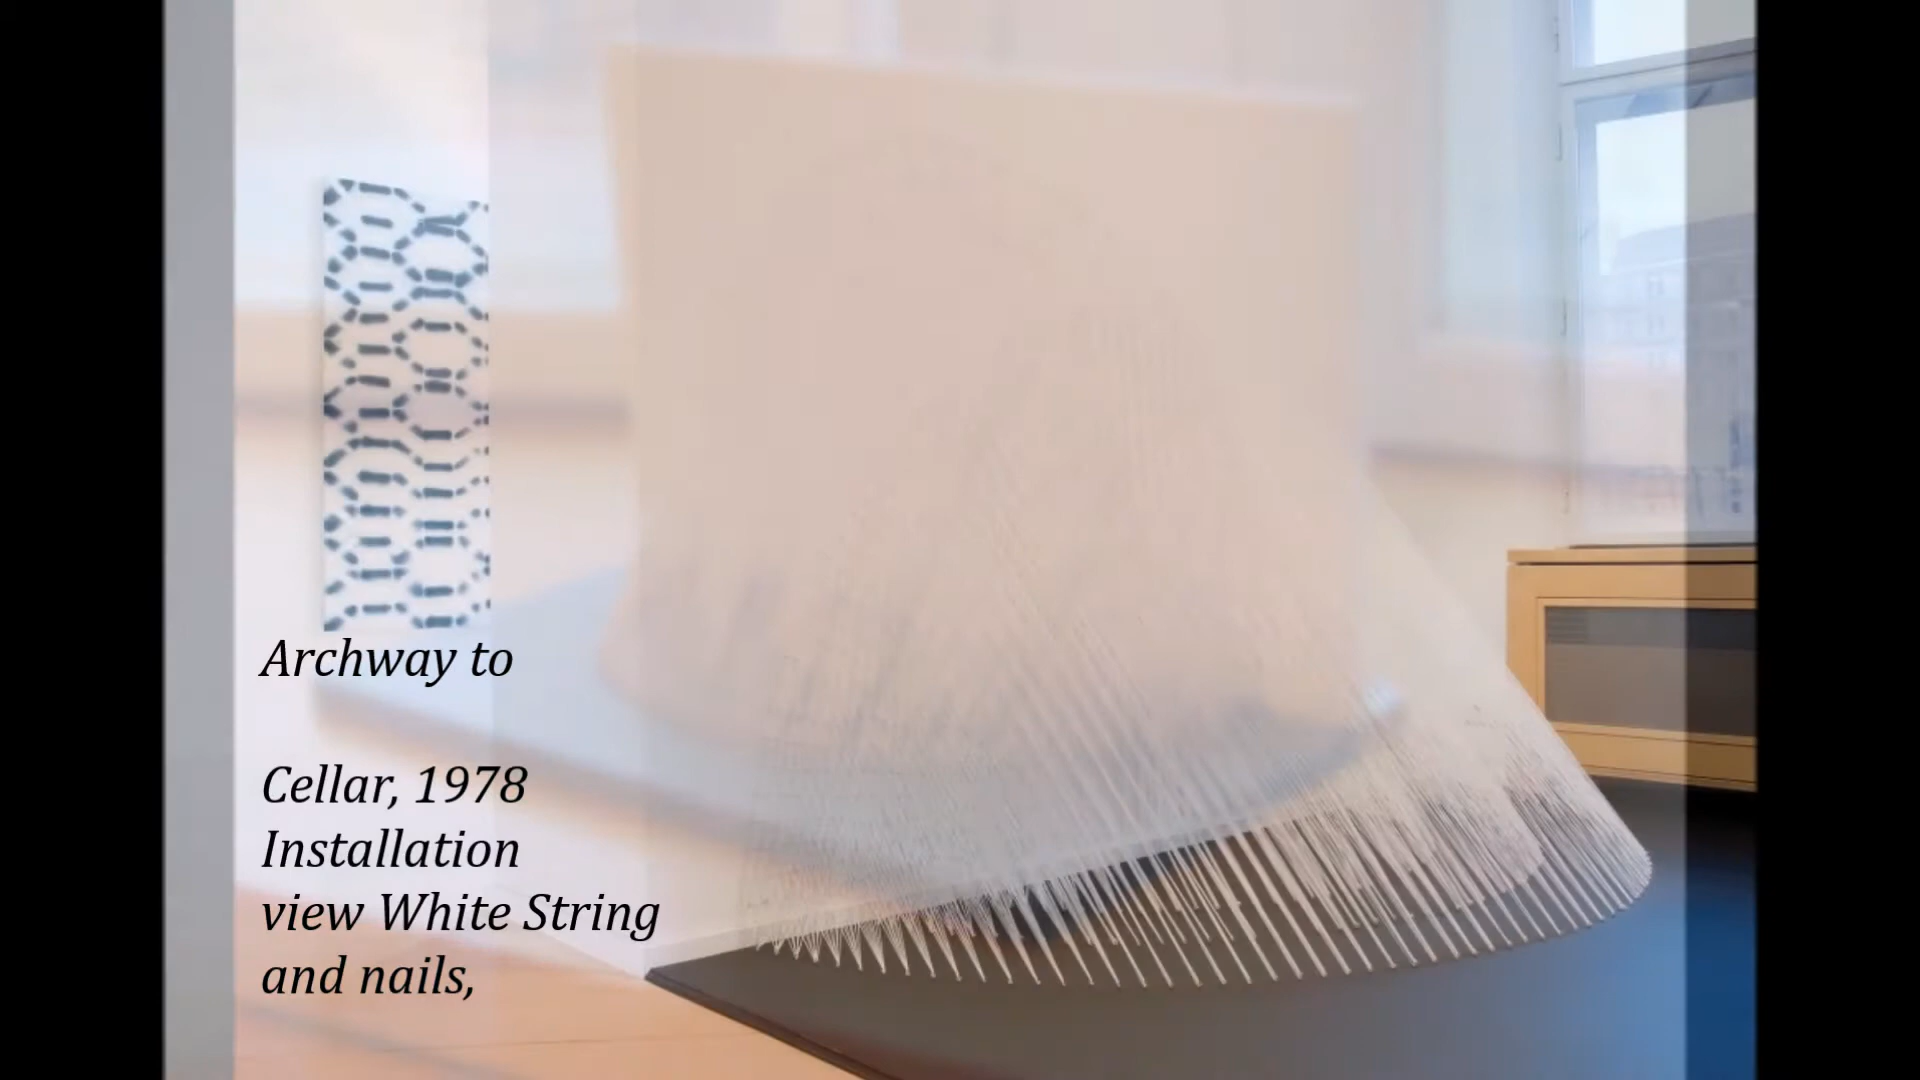 Archway to
Cellar, 1978
Installation
view White String
and nails,